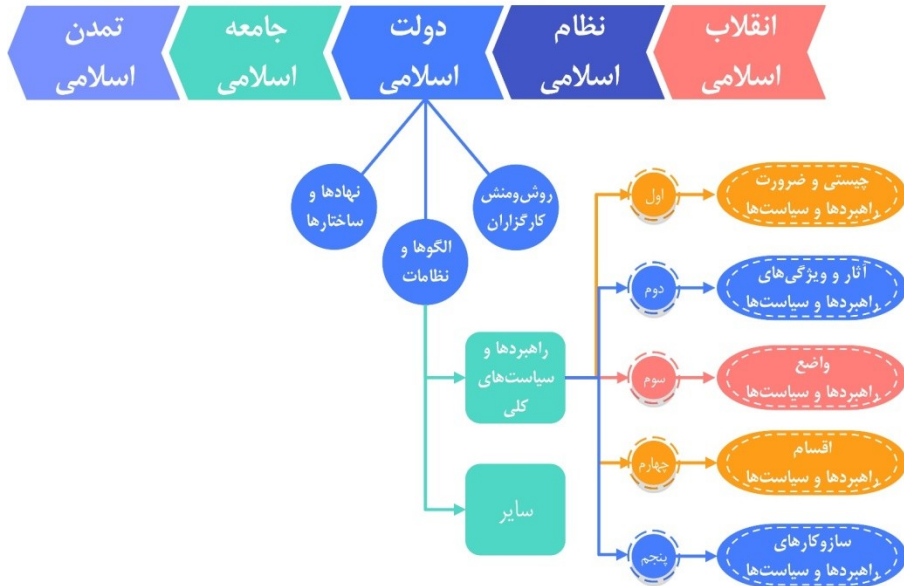 انقلاب
اسلامی
نظام
اسلامی
دولت
اسلامی
جامعه
اسلامی
تمدن
اسلامی
روش‌ومنش
کارگزاران
الگوها و
نظامات
نهادها و
ساختارها
راهبردها و
سیاست‌های
کلی
سایر
اول
چیستی و ضرورت
راهبردها و سیاست‌ها
دوم
آثار و ویژگی‌های
راهبردها و سیاست‌ها
سوم
واضع
راهبردها و سیاست‌ها
چهارم
اقسام
راهبردها و سیاست‌ها
پنجم
سازوکارهای
راهبردها و سیاست‌ها